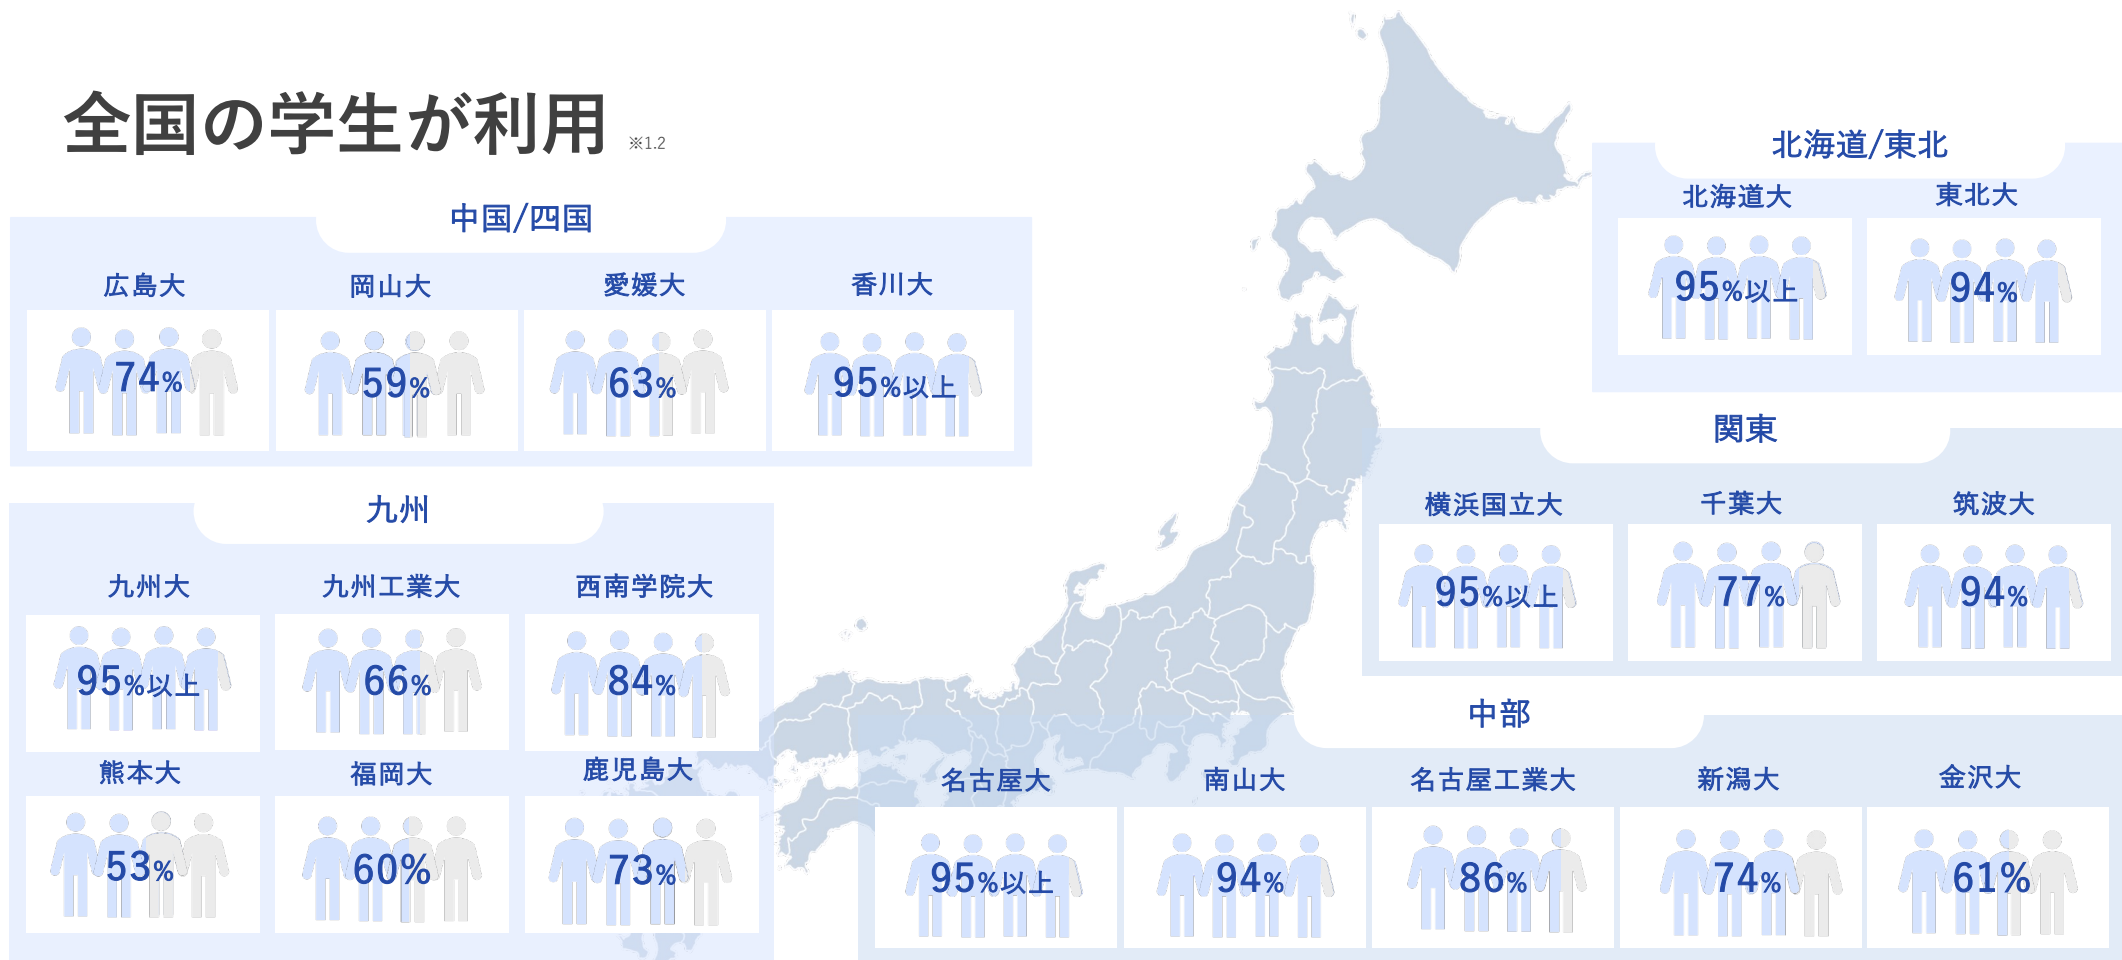 全国の学生が利用 ※1.2
中国/四国
広島大 岡山大 愛媛大 香川大
74% 59% 63% 95%以上
九州
九州大 九州工業大 西南学院大
95%以上 66% 84%
熊本大 福岡大 鹿児島大
53% 60% 73%
北海道/東北
北海道大 東北大
95%以上 94%
関東
横浜国立大 千葉大 筑波大
95%以上 77% 94%
中部
名古屋大 南山大 名古屋工業大 新潟大 金沢大
95%以上 94% 86% 74% 61%